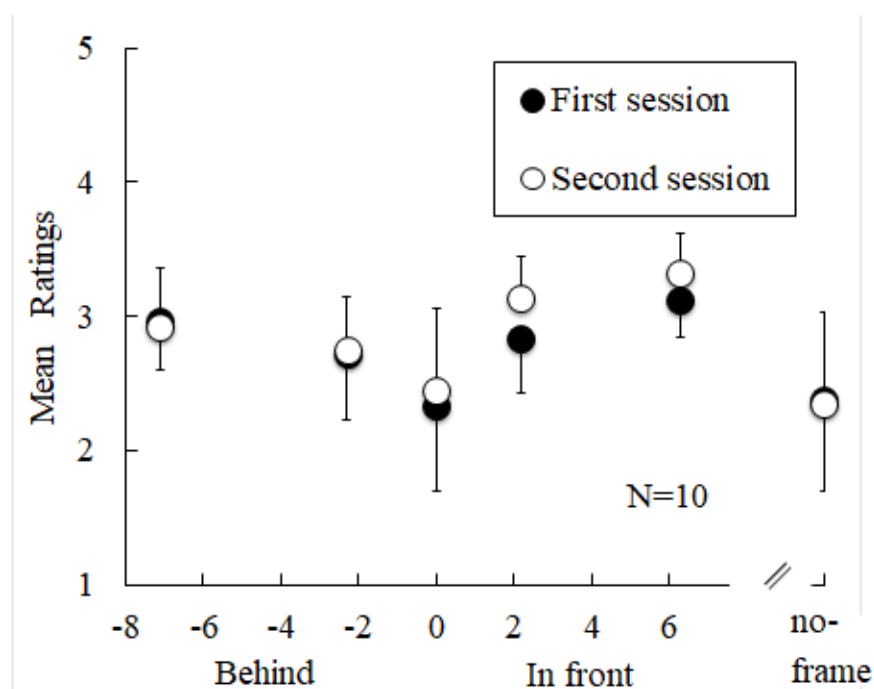 5
First session
4
Second session
Mean Ratings
3
2
N=10
1
-8 -6 -4 -2 0 2 4 6 no-
Behind In front frame